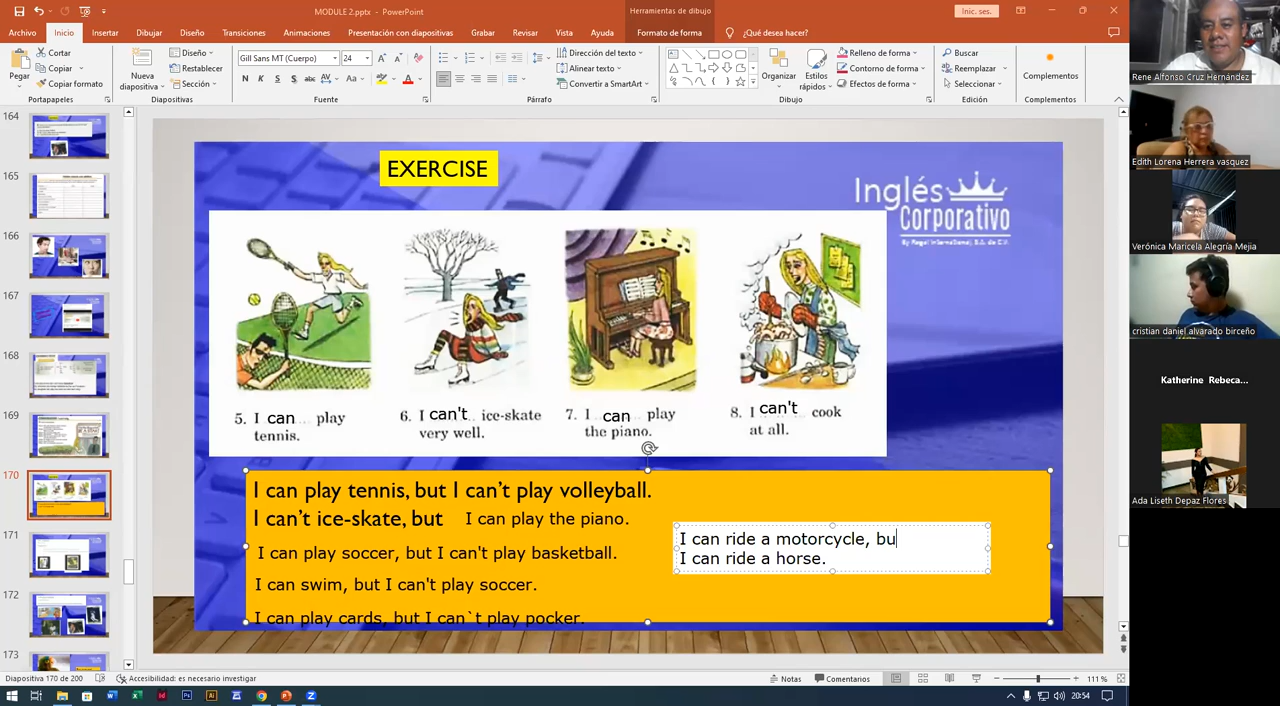 MODULE 2.pptx - PowerPoint
Herramientas de dibujo
Inic. ses.
Archivo
Inicio
Insertar
Dibujar
Diseño
Transiciones
Animaciones
Presentación con diapositivas
Grabar
Revisar
Vista
Ayuda
Formato de forma
¿Qué desea hacer?
Pegar
Cortar
Copiar
Copiar formato
Portapapeles
Nueva diapositiva
Diseño
Restablecer
Sección
Diapositivas
Gill Sans MT (Cuerpo)
24
N K S S abc AV Aa A
Fuente
Dirección del texto
Alinear texto
Convertir a SmartArt
Párrafo
Organizar
Estilos rápidos
Relleno de forma
Contorno de forma
Efectos de forma
Dibujo
Buscar
Reemplazar
Seleccionar
Edición
Complementos
Complementos
164
165
166
167
168
169
170
171
172
173
EXERCISE
Inglés
Corporativo
5. I can play
tennis.
6. I can't ice-skate
very well.
7. I can play
the piano.
8. I can't cook
at all.
I can play tennis, but I can't play volleyball.
I can't ice-skate, but I can play the piano.
I can play soccer, but I can't play basketball.
I can swim, but I can't play soccer.
I can play cards, but I can`t play pocker.
I can ride a motorcycle, bu
I can ride a horse.
Rene Alfonso Cruz Hernández
Edith Lorena Herrera vasquez
Verónica Maricela Alegría Mejia
cristian daniel alvarado birceño
Katherine Rebeca...
Ada Liseth Depaz Flores
Diapositiva 170 de 200
Accesibilidad: es necesario investigar
Notas
Comentarios
111 %
20:54